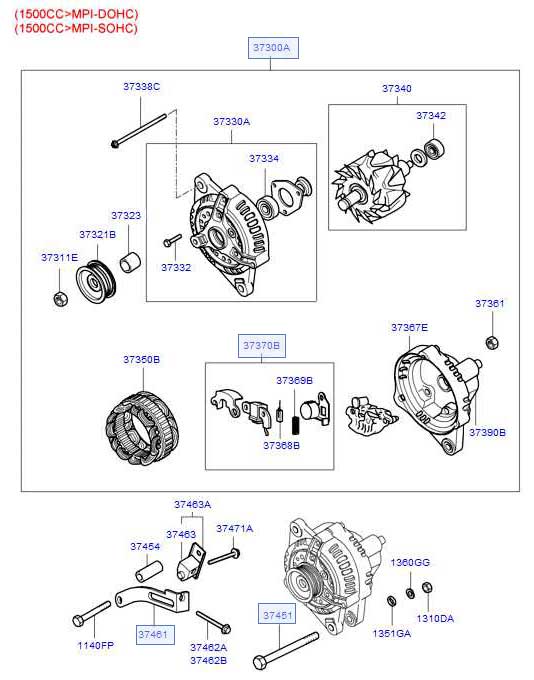 (1500CC>MPI-DOHC)
(1500CC>MPI-SOHC)
37300A
37338C
37340
37342
37330A
37334
37323
37321B
37311E
37332
37361
37367E
37370B
37350B
37369B
37368B
37390B
37463A
37463
37471A
37454
1360GG
37451
1310DA
1351GA
37461
1140FP
37462A
37462B